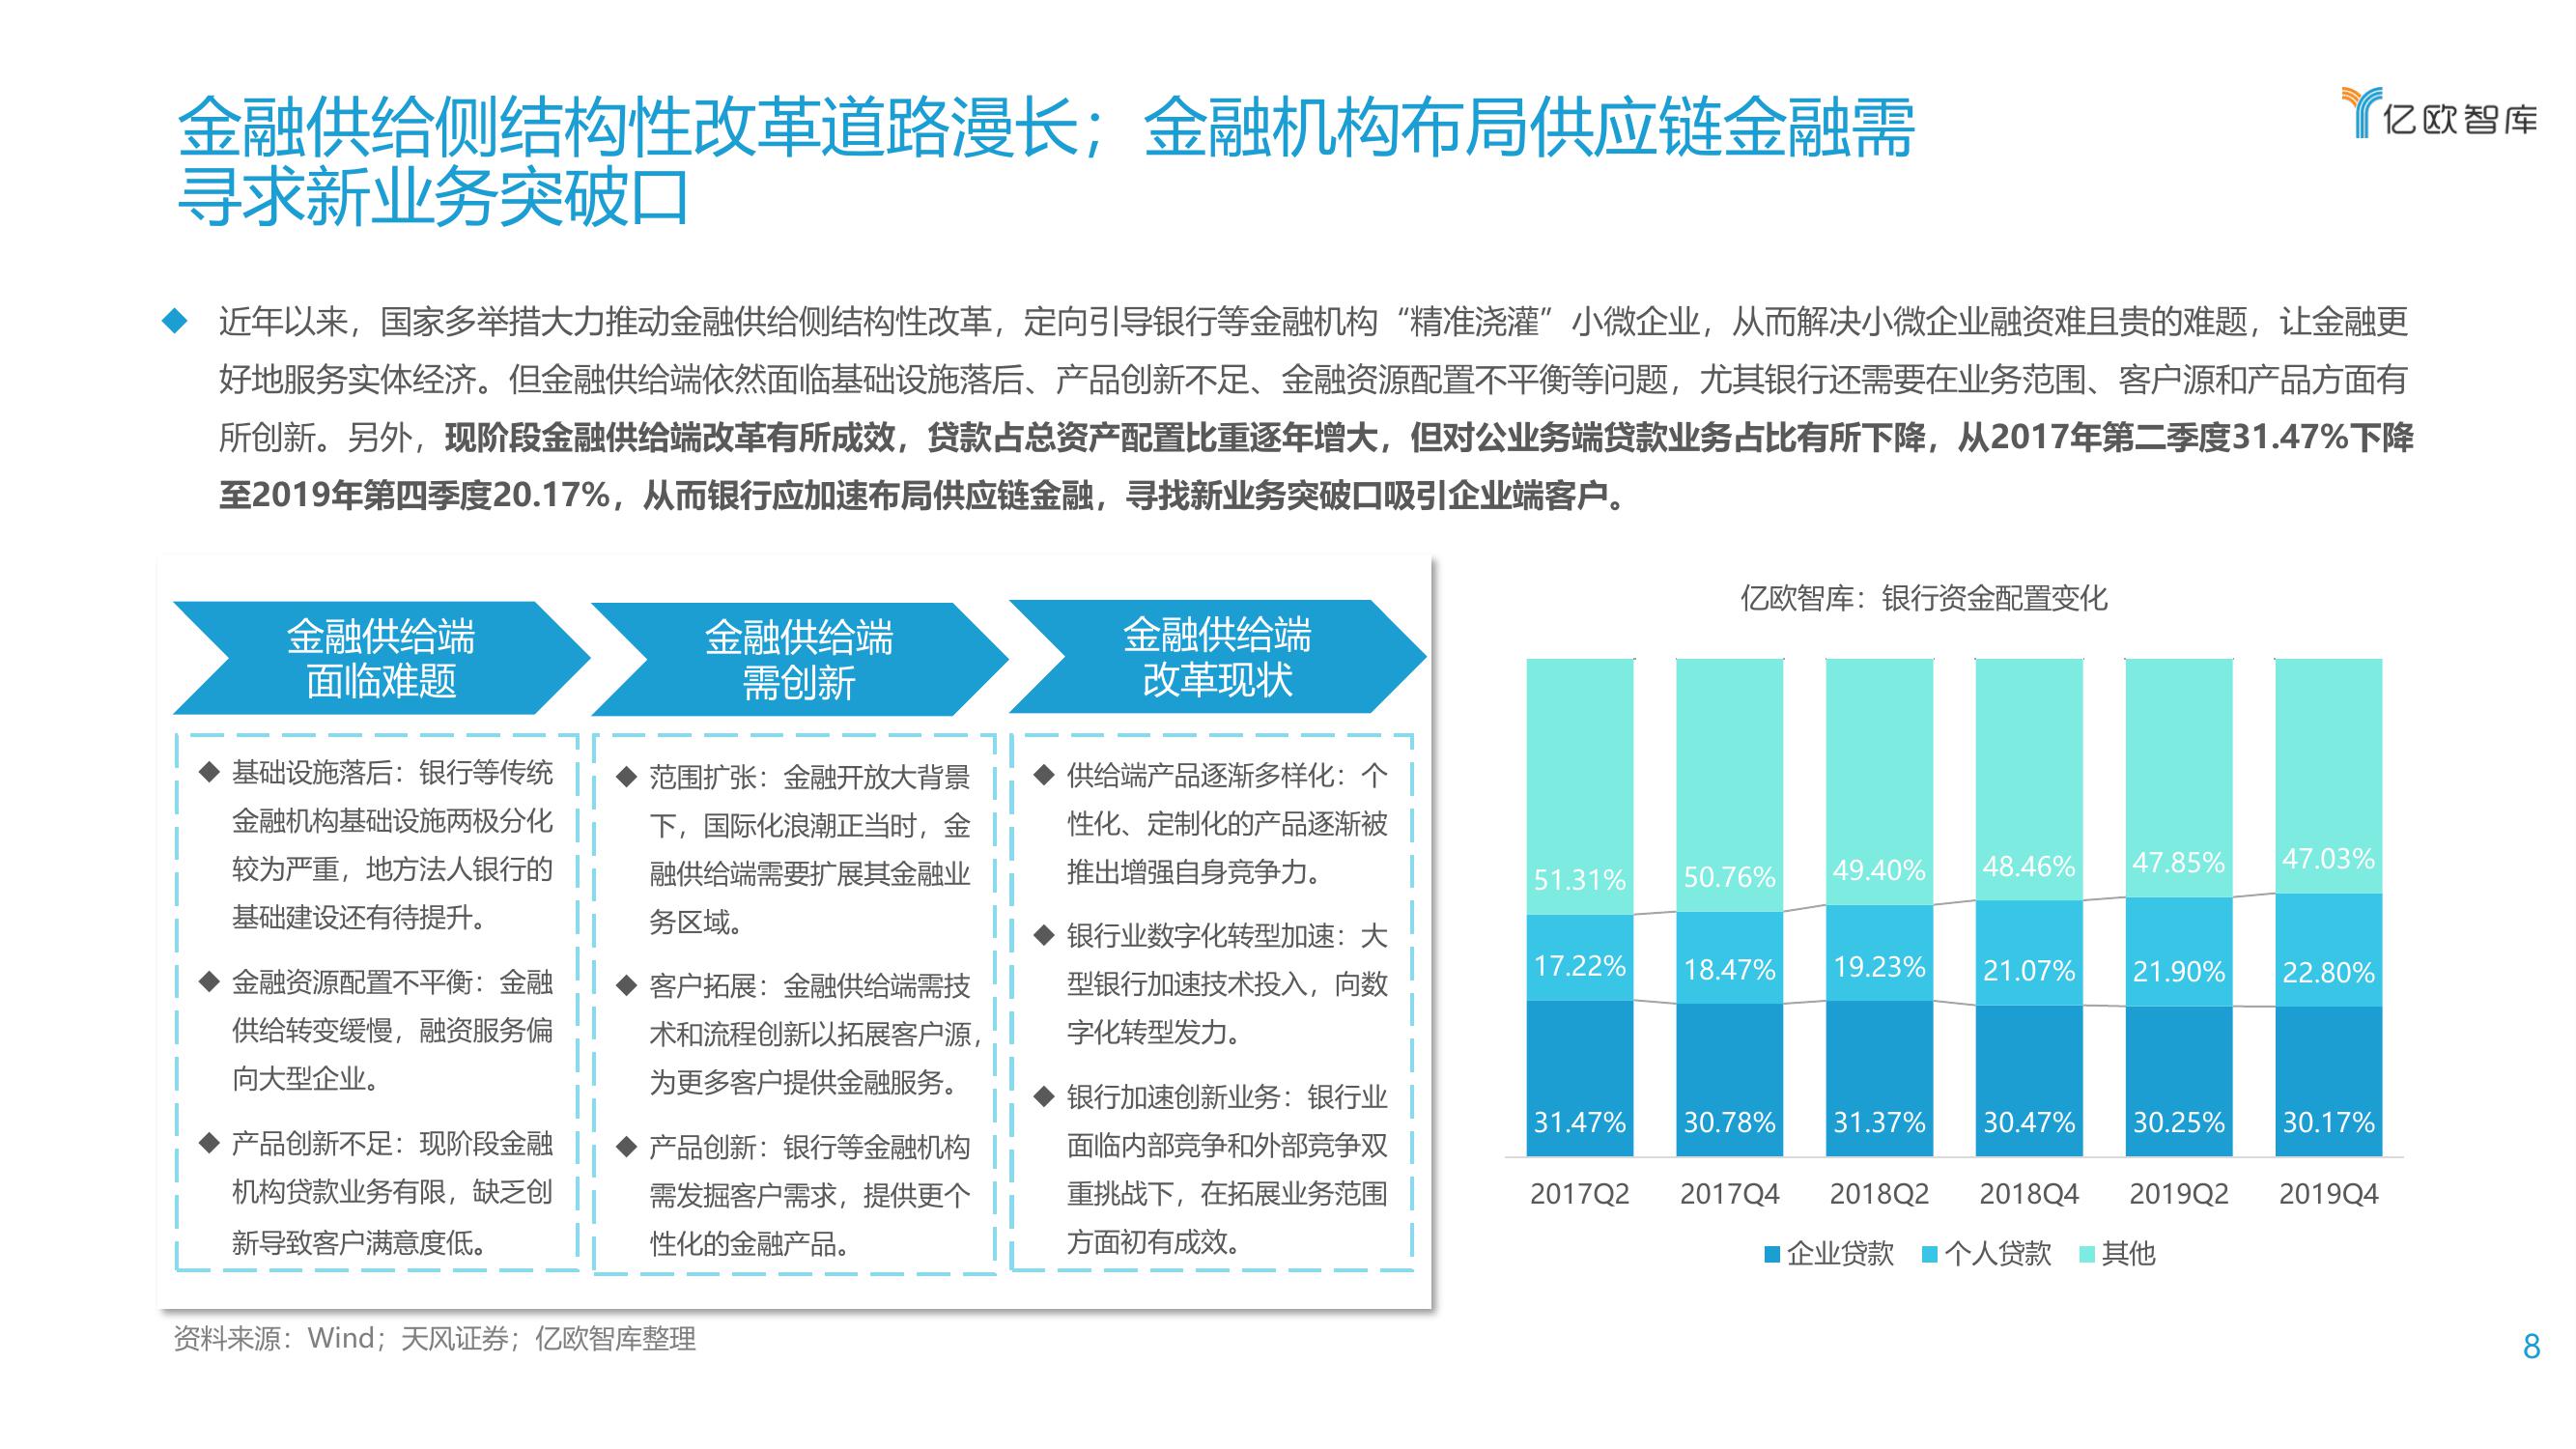 金融供给侧结构性改革道路漫长；金融机构布局供应链金融需
寻求新业务突破口
亿欧智库
近年以来，国家多举措大力推动金融供给侧结构性改革，定向引导银行等金融机构“精准浇灌”小微企业，从而解决小微企业融资难且贵的难题，让金融更
好地服务实体经济。但金融供给端依然面临基础设施落后、产品创新不足、金融资源配置不平衡等问题，尤其银行还需要在业务范围、客户源和产品方面有
所创新。另外，现阶段金融供给端改革有所成效，贷款占总资产配置比重逐年增大，但对公业务端贷款业务占比有所下降，从2017年第二季度31.47%下降
至2019年第四季度20.17%，从而银行应加速布局供应链金融，寻找新业务突破口吸引企业端客户。
金融供给端
面临难题
◆ 基础设施落后：银行等传统
金融机构基础设施两极分化
较为严重，地方法人银行的
基础建设还有待提升。
◆ 金融资源配置不平衡：金融
供给转变缓慢，融资服务偏
向大型企业。
◆ 产品创新不足：现阶段金融
机构贷款业务有限，缺乏创
新导致客户满意度低。
金融供给端
需创新
◆ 范围扩张：金融开放大背景
下，国际化浪潮正当时，金
融供给端需要扩展其金融业
务区域。
◆ 客户拓展：金融供给端需技
术和流程创新以拓展客户源，
为更多客户提供金融服务。
◆ 产品创新：银行等金融机构
需发掘客户需求，提供更个
性化的金融产品。
金融供给端
改革现状
◆ 供给端产品逐渐多样化：个
性化、定制化的产品逐渐被
推出增强自身竞争力。
◆ 银行业数字化转型加速：大
型银行加速技术投入，向数
字化转型发力。
◆ 银行加速创新业务：银行业
面临内部竞争和外部竞争双
重挑战下，在拓展业务范围
方面初有成效。
亿欧智库：银行资金配置变化
51.31% 50.76% 49.40% 48.46% 47.85% 47.03%
17.22% 18.47% 19.23% 21.07% 21.90% 22.80%
31.47% 30.78% 31.37% 30.47% 30.25% 30.17%
2017Q2 2017Q4 2018Q2 2018Q4 2019Q2 2019Q4
企业贷款 个人贷款 其他
资料来源：Wind；天风证券；亿欧智库整理
8